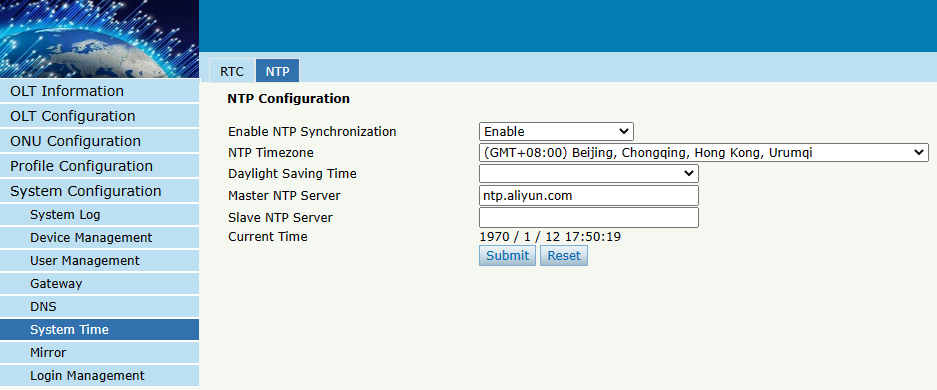 RTC NTP
OLT Information
OLT Configuration
ONU Configuration
Profile Configuration
System Configuration
System Log
Device Management
User Management
Gateway
DNS
System Time
Mirror
Login Management
NTP Configuration
Enable NTP Synchronization Enable
NTP Timezone (GMT+08:00) Beijing, Chongqing, Hong Kong, Urumqi
Daylight Saving Time
Master NTP Server ntp.aliyun.com
Slave NTP Server
Current Time 1970 / 1 / 12 17:50:19
Submit Reset